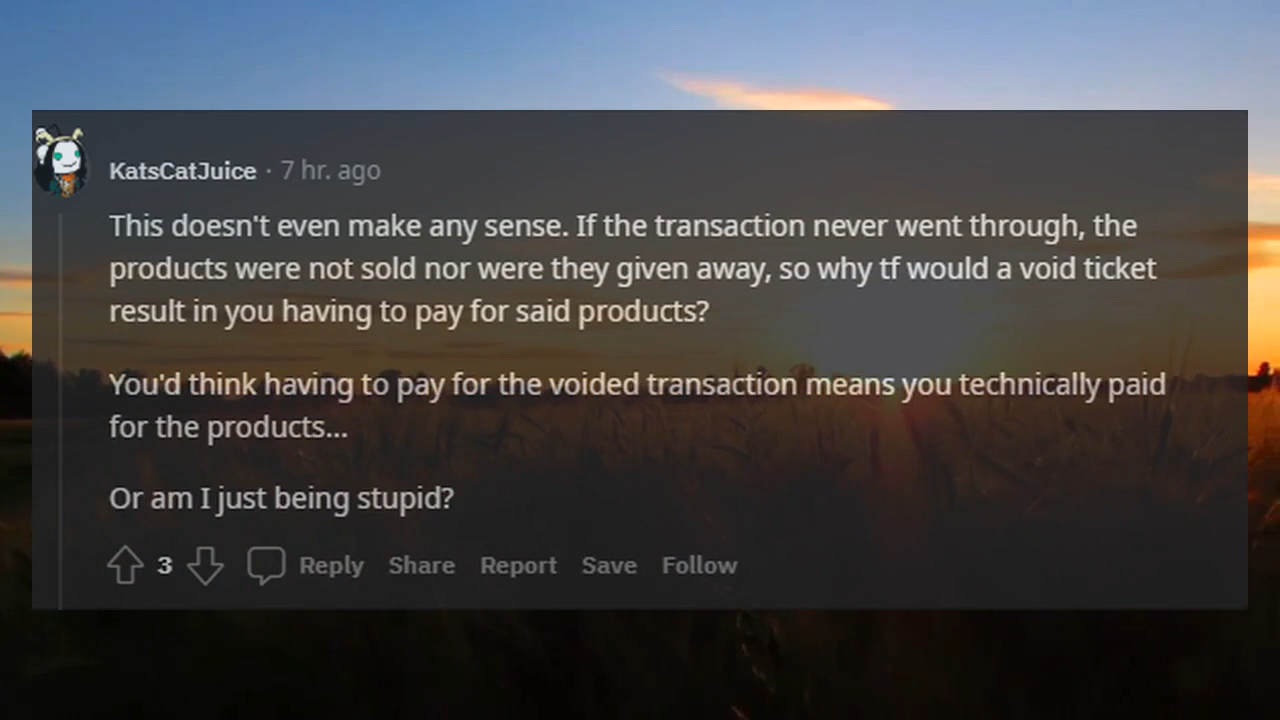 KatsCatJuice · 7 hr. ago
This doesn't even make any sense. If the transaction never went through, the
products were not sold nor were they given away, so why tf would a void ticket
result in you having to pay for said products?
You'd think having to pay for the voided transaction means you technically paid
for the products...
Or am I just being stupid?
3 Reply Share Report Save Follow